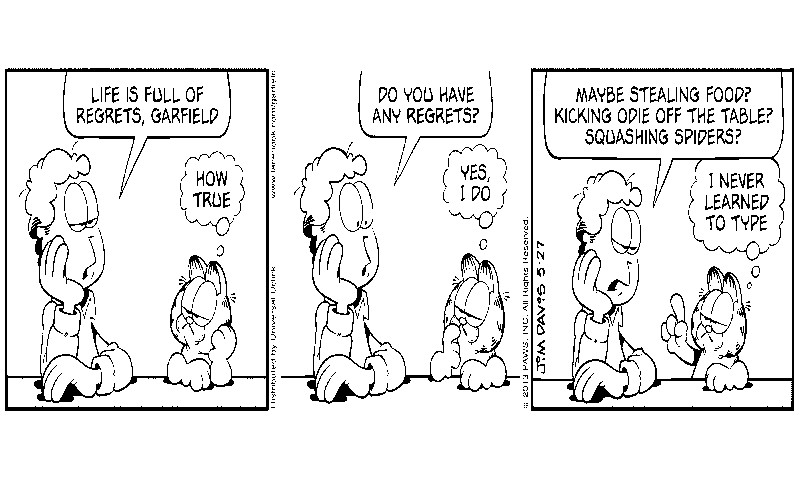 LIFE IS FULL OF
REGRETS, GARFIELD
HOW
TRUE
DO YOU HAVE
ANY REGRETS?
YES,
I DO
MAYBE STEALING FOOD?
KICKING ODIE OFF THE TABLE?
SQUASHING SPIDERS?
I NEVER
LEARNED
TO TYPE
Distributed by Universal Uclick
© 2013 PAWS, INC. All Rights Reserved.
JIM DAVIS 5-27